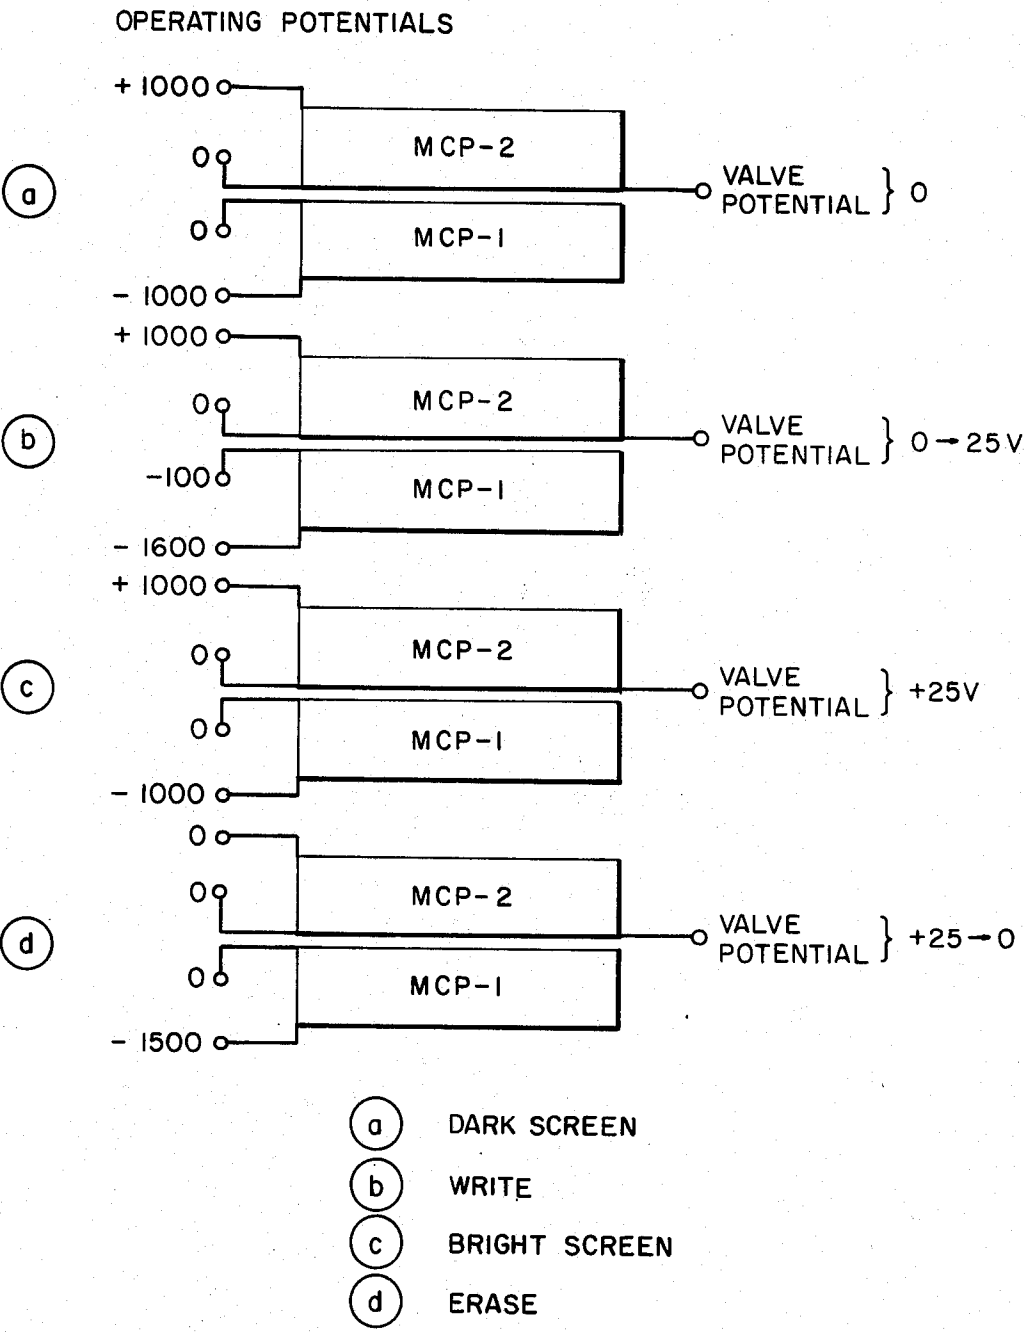 OPERATING POTENTIALS
+ 1000
MCP-2
0
VALVE
POTENTIAL } 0
a
0
MCP-1
- 1000
+ 1000
MCP-2
0
VALVE
POTENTIAL } 0→25V
b
-100
MCP-1
- 1600
+ 1000
MCP-2
0
VALVE
POTENTIAL } +25V
c
0
MCP-1
- 1000
0
MCP-2
0
VALVE
POTENTIAL } +25→0
d
0
MCP-1
- 1500
a DARK SCREEN
b WRITE
c BRIGHT SCREEN
d ERASE